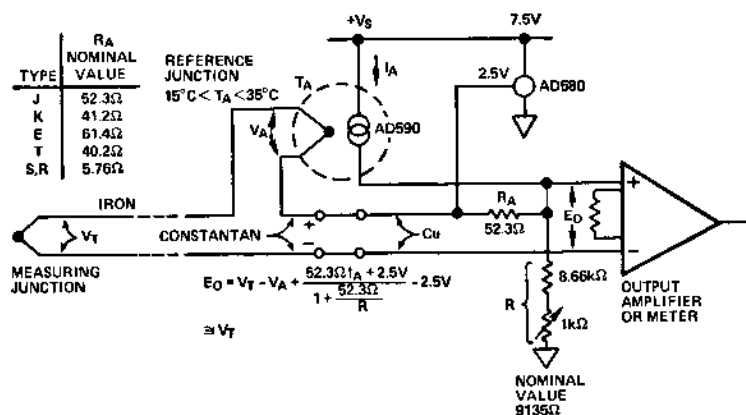 TYPE
R_A NOMINAL VALUE
J 52.3Ω
K 41.2Ω
E 61.4Ω
T 40.2Ω
S,R 5.76Ω
REFERENCE JUNCTION
15°C < T_A < 35°C
+V_S
7.5V
I_A
2.5V
AD580
T_A
V_A
AD590
IRON
V_T
MEASURING JUNCTION
CONSTANTAN
+
−
Cu
R_A
52.3Ω
E_O
+
−
OUTPUT AMPLIFIER OR METER
8.66kΩ
R
1kΩ
NOMINAL VALUE 9135Ω
E_O = V_T − V_A + (52.3Ω I_A + 2.5V) / (1 + 52.3Ω/R) − 2.5V
≅ V_T